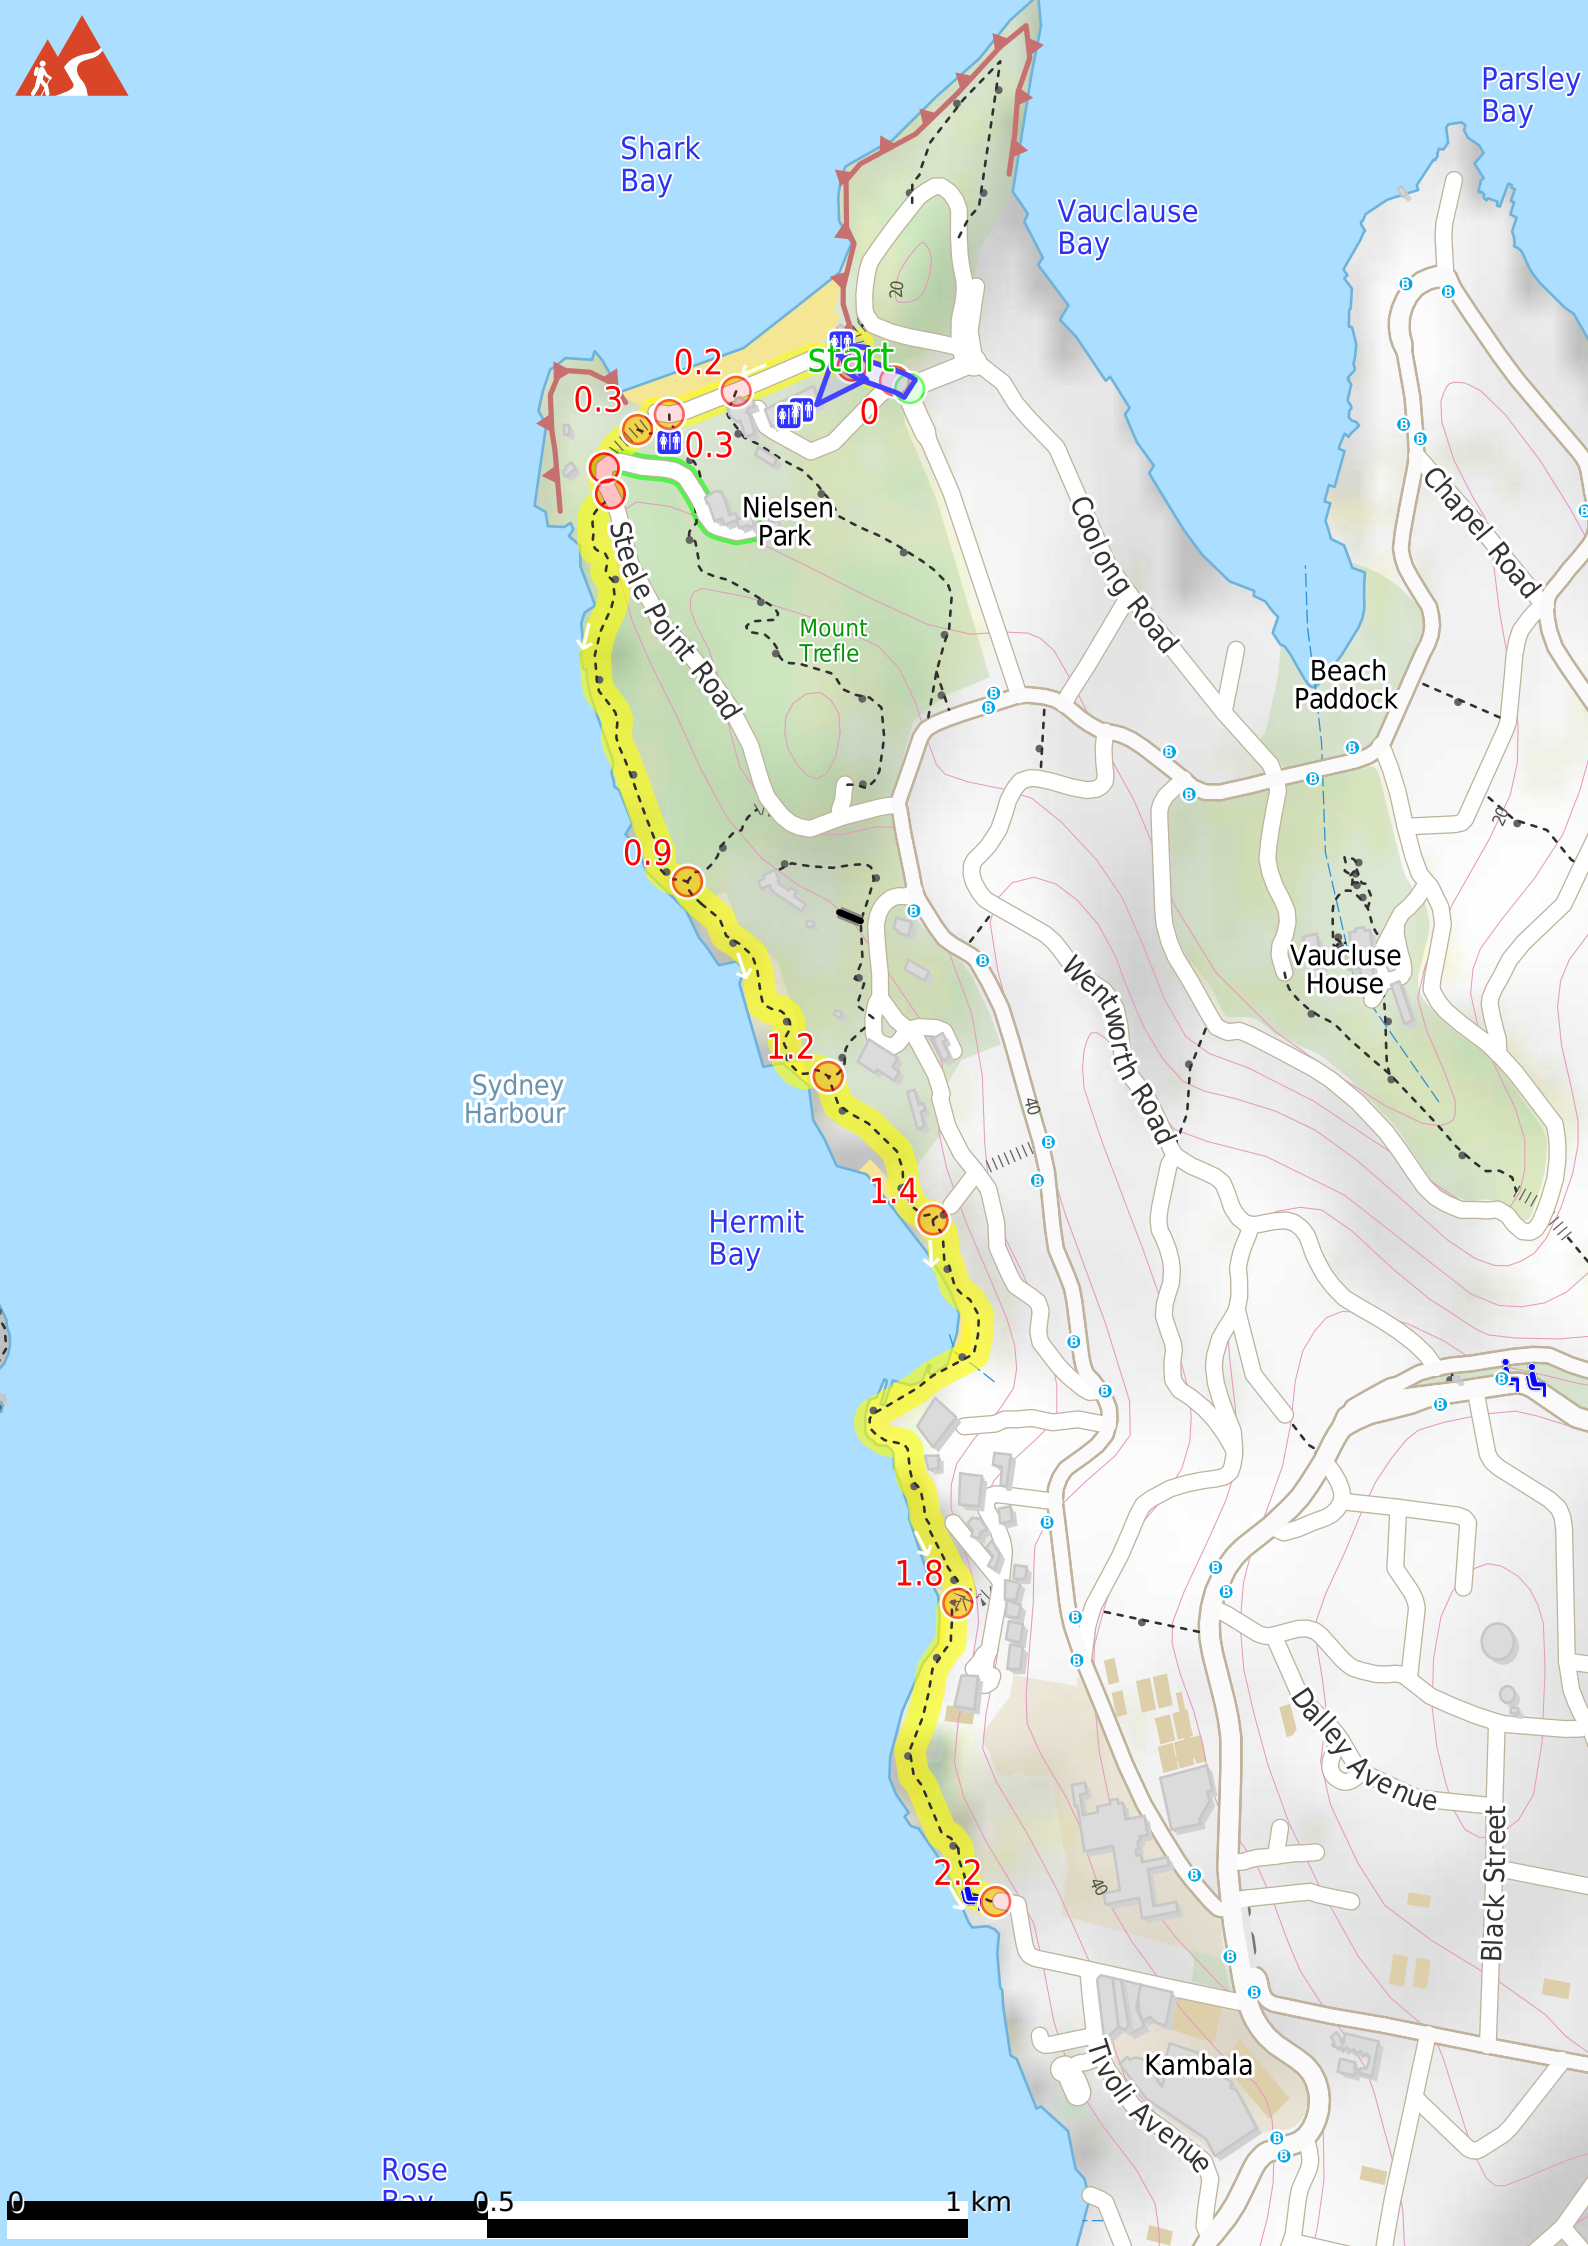 Parsley
Bay
Shark
Bay
Vauclause
Bay
20
start
0.2
0.3
0
0.3
Nielsen
Park
Coolong Road
Chapel Road
Steele Point Road
Mount
Trefle
Beach
Paddock
20
0.9
Vaucluse
House
Wentworth Road
1.2
Sydney
Harbour
40
1.4
Hermit
Bay
1.8
Dalley Avenue
Black Street
2.2
40
Kambala
Tivoli Avenue
Rose
Bay
0
0.5
1 km